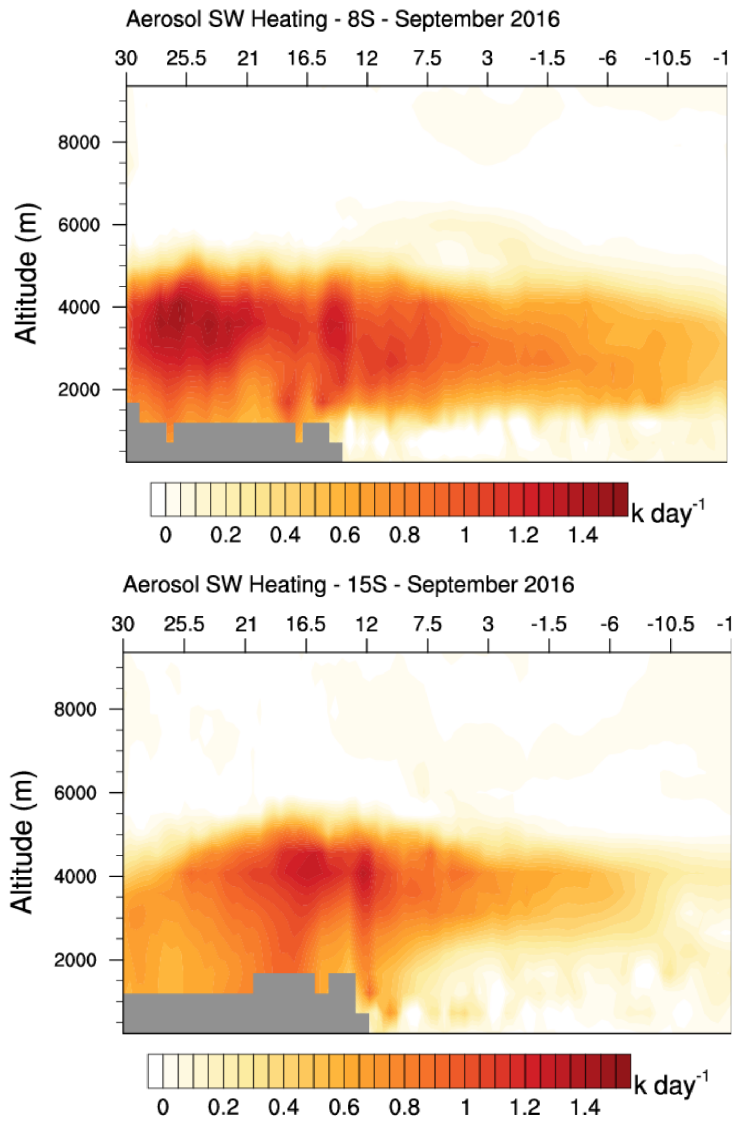 Aerosol SW Heating - 8S - September 2016
30 25.5 21 16.5 12 7.5 3 -1.5 -6 -10.5 -1
8000
6000
4000
2000
Altitude (m)
0 0.2 0.4 0.6 0.8 1 1.2 1.4
k day-1
Aerosol SW Heating - 15S - September 2016
30 25.5 21 16.5 12 7.5 3 -1.5 -6 -10.5 -1
8000
6000
4000
2000
Altitude (m)
0 0.2 0.4 0.6 0.8 1 1.2 1.4
k day-1